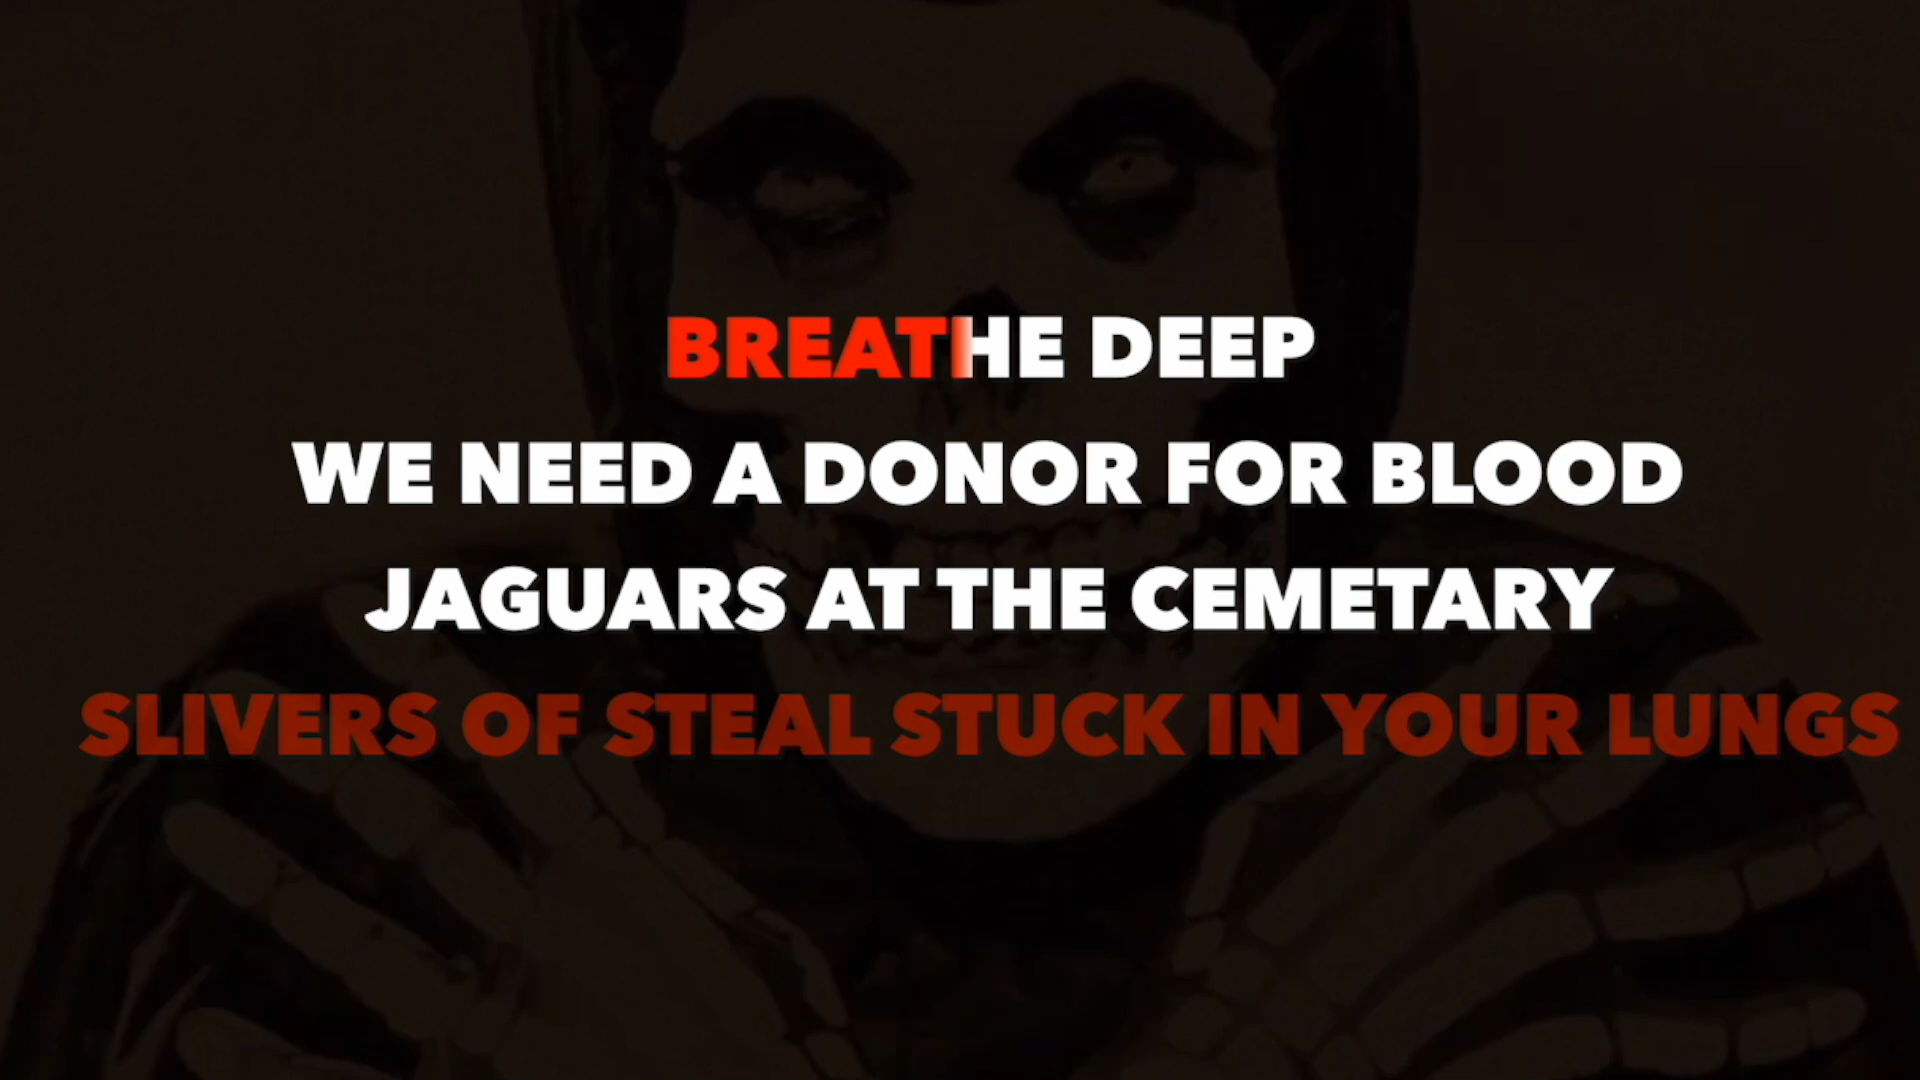 BREATHE DEEP
WE NEED A DONOR FOR BLOOD
JAGUARS AT THE CEMETARY
SLIVERS OF STEAL STUCK IN YOUR LUNGS